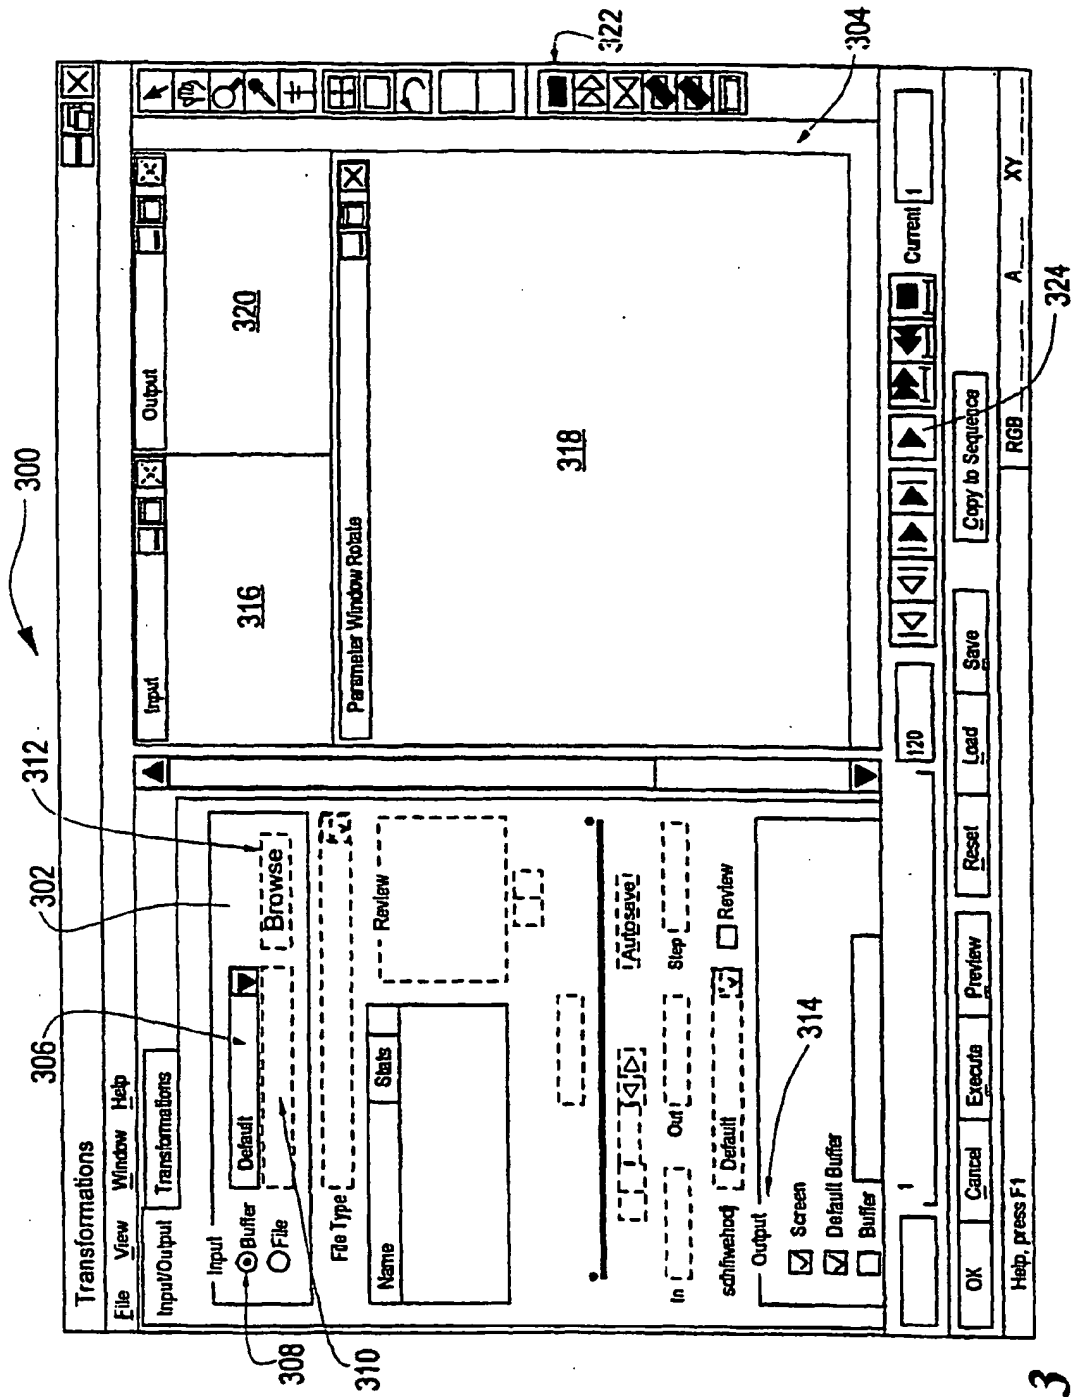 300
Transformations
File View Window Help
306
302
312
Input/Output
Transformations
Input
Buffer
Default
File
Browse
308
310
File Type
Name
Stats
Review
In
Out
Step
Autosave
Default
Review
Output
314
Screen
Default Buffer
Buffer
Input
316
Output
320
Parameter Window Rotate
318
322
304
1
120
Current 1
324
OK
Cancel
Execute
Preview
Reset
Load
Save
Copy to Sequence
Help, press F1
RGB
A
XY
3